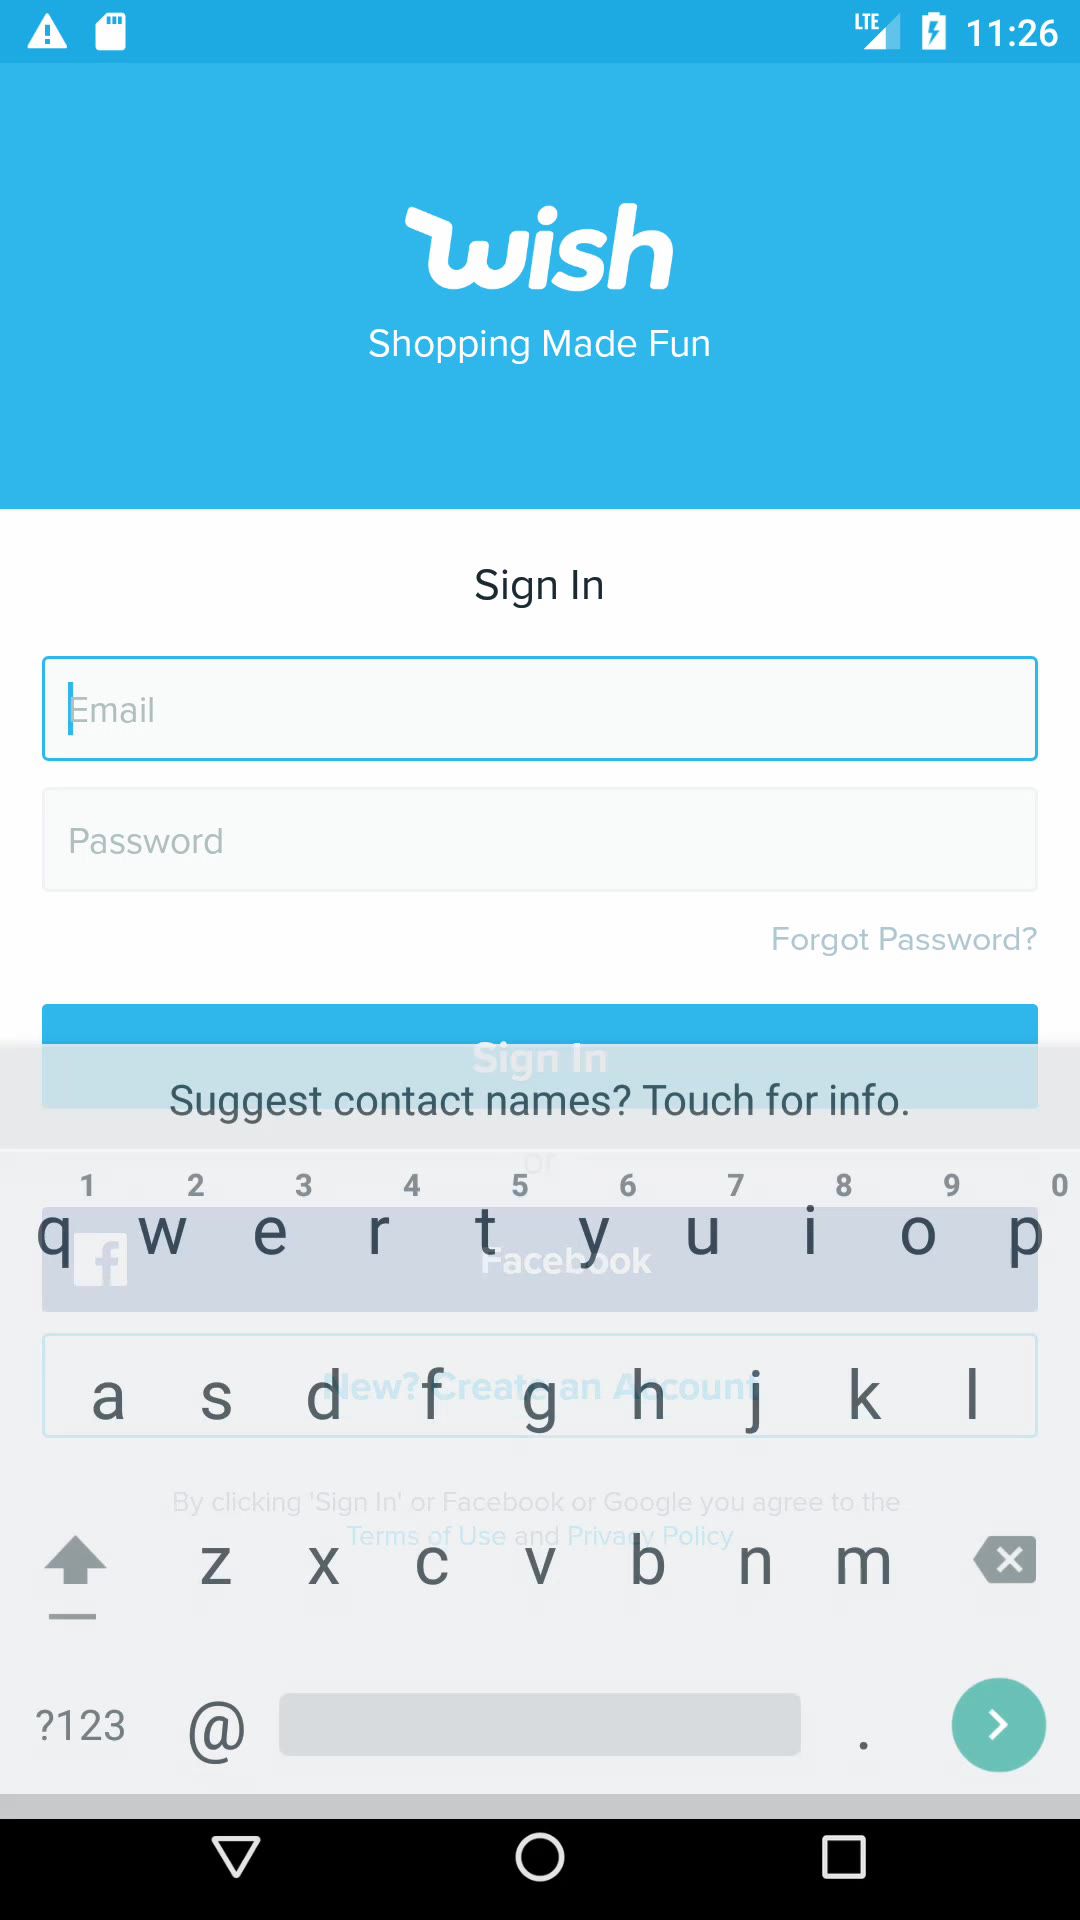 LTE 11:26
wish
Shopping Made Fun
Sign In
Email
Password
Forgot Password?
Sign In
Suggest contact names? Touch for info.
or
1 2 3 4 5 6 7 8 9 0
q w e r t y u i o p
Facebook
New? Create an Account
a s d f g h j k l
By clicking 'Sign In' or Facebook or Google you agree to the
Terms of Use and Privacy Policy
z x c v b n m
?123 @ .